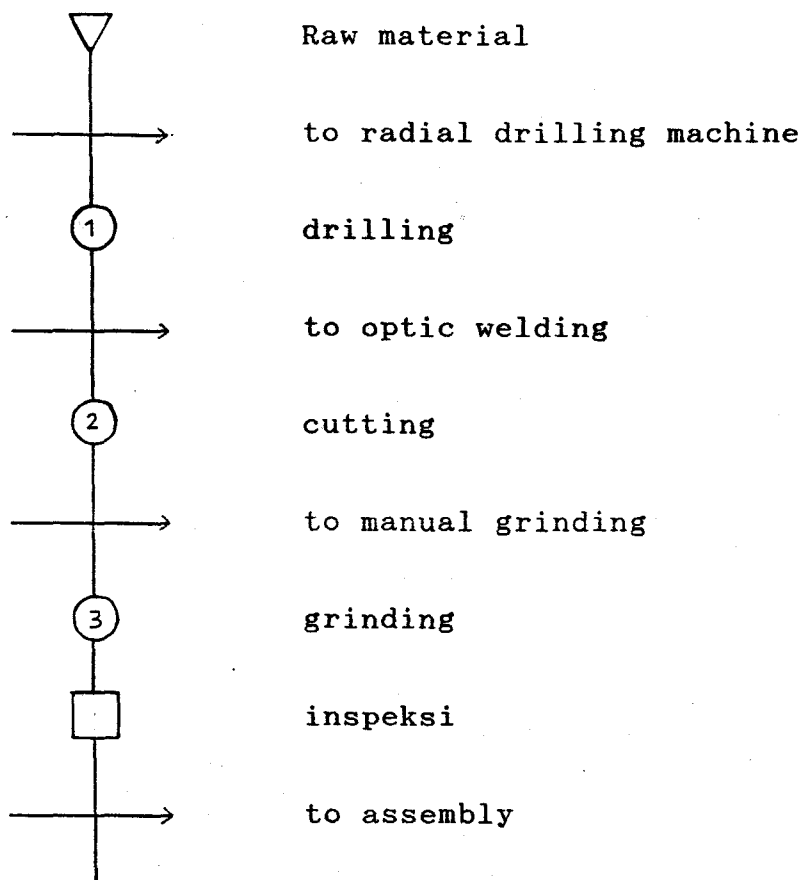 Raw material
to radial drilling machine
1
drilling
to optic welding
2
cutting
to manual grinding
3
grinding
inspeksi
to assembly